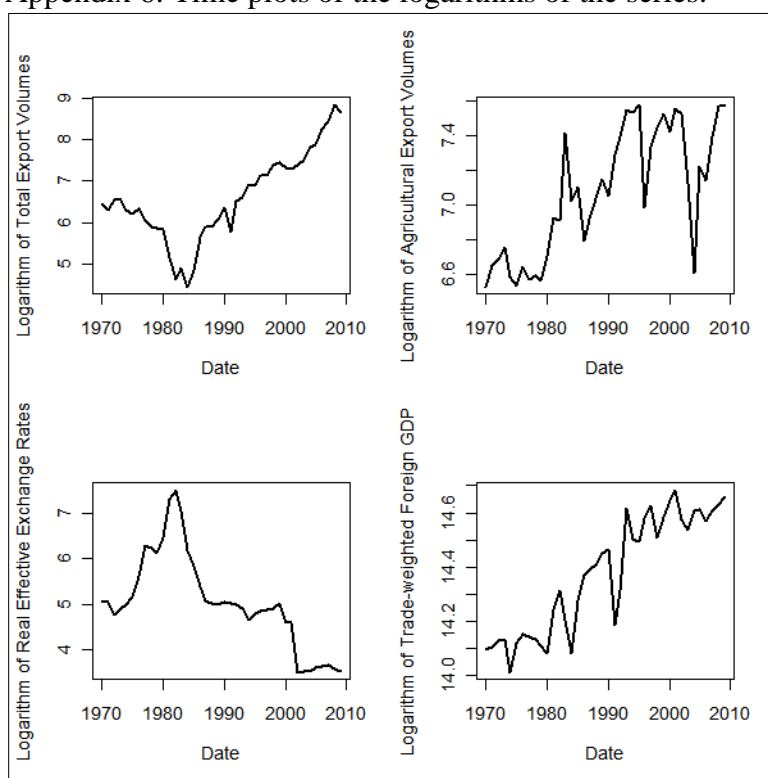 Appendix Time plots of the logarithms of the series.
Logarithm of Total Export Volumes
9
8
7
6
5
1970 1980 1990 2000 2010
Date
Logarithm of Agricultural Export Volumes
7.4
7.0
6.6
1970 1980 1990 2000 2010
Date
Logarithm of Real Effective Exchange Rates
7
6
5
4
1970 1980 1990 2000 2010
Date
Logarithm of Trade-weighted Foreign GDP
14.6
14.4
14.2
14.0
1970 1980 1990 2000 2010
Date